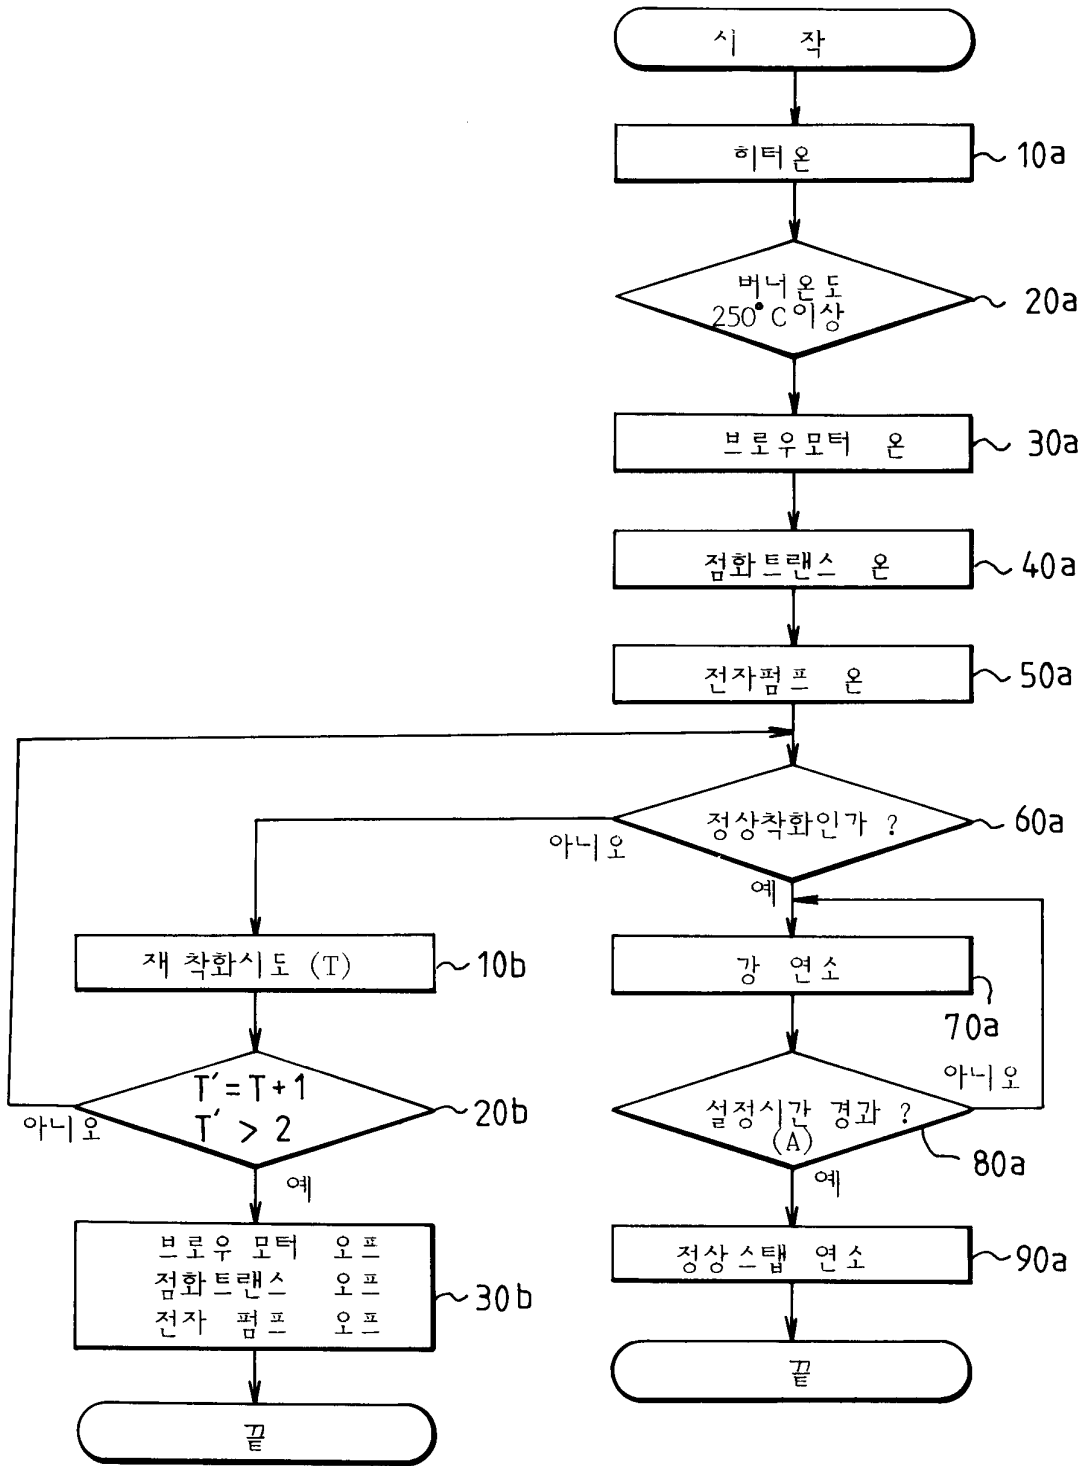 시 작
히터온
10a
버너온도
250°C이상
20a
브로우모터 온
30a
점화트랜스 온
40a
전자펌프 온
50a
정상착화인가 ?
60a
아니오
예
재 착화시도 (T)
10b
강 연소
70a
T′ = T + 1
T′ > 2
20b
아니오
예
설정시간 경과 ?
(A)
80a
아니오
예
브로우 모터 오프
점화트랜스 오프
전자 펌프 오프
30b
정상스탭 연소
90a
끝
끝